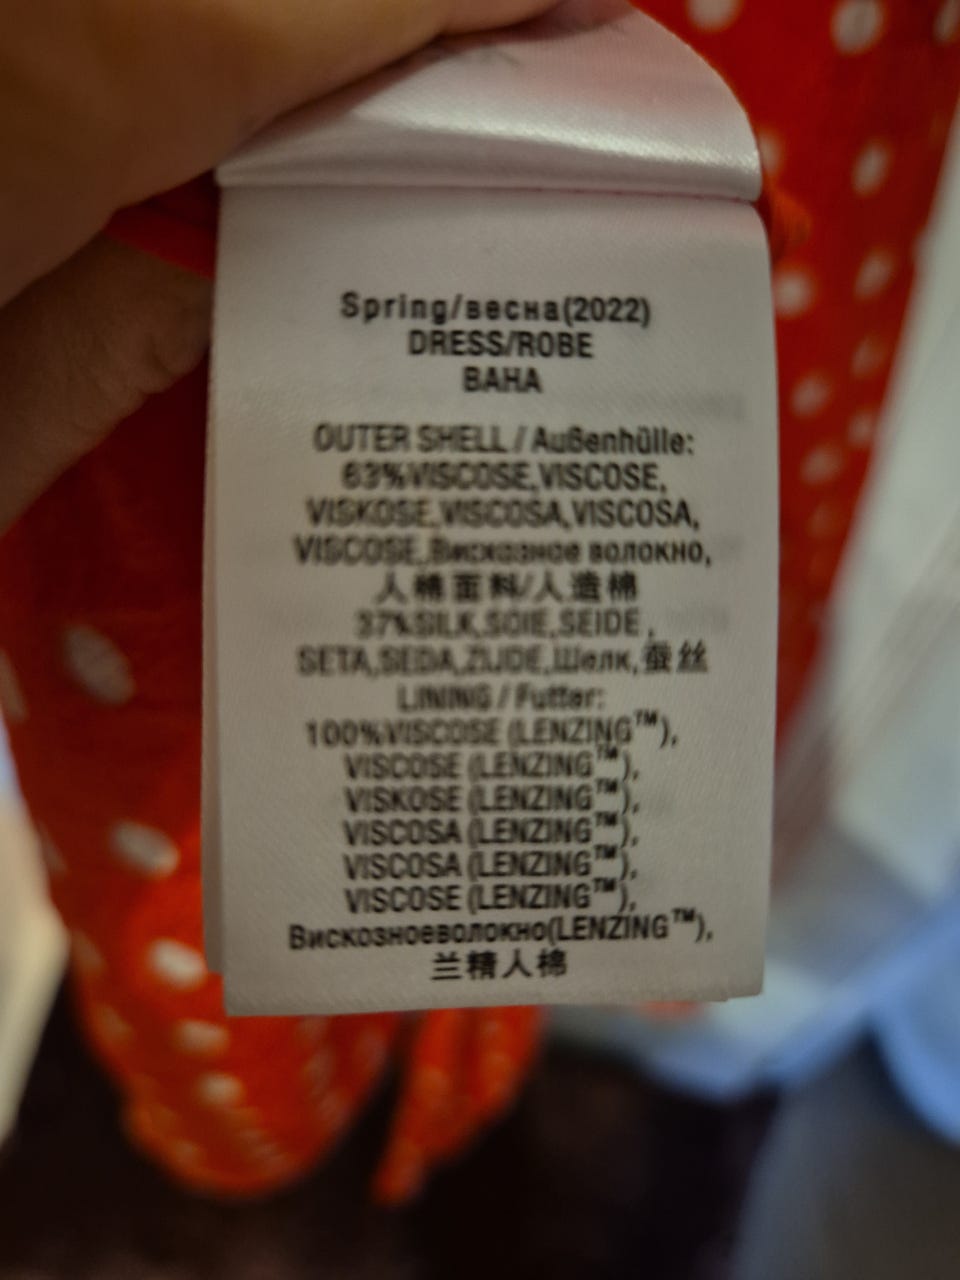 Spring/весна(2022)
DRESS/ROBE
BAHA
OUTER SHELL / Außenhülle:
63%VISCOSE,VISCOSE,
VISKOSE,VISCOSA,VISCOSA,
VISCOSE,Вискозное волокно,
人棉面料/人造棉
37%SILK,SOIE,SEIDE,
SETA,SEDA,ZIJDE,Шелк,蚕丝
LINING / Futter:
100%VISCOSE (LENZING™),
VISCOSE (LENZING™),
VISKOSE (LENZING™),
VISCOSA (LENZING™),
VISCOSA (LENZING™),
VISCOSE (LENZING™),
Вискозноеволокно(LENZING™),
兰精人棉